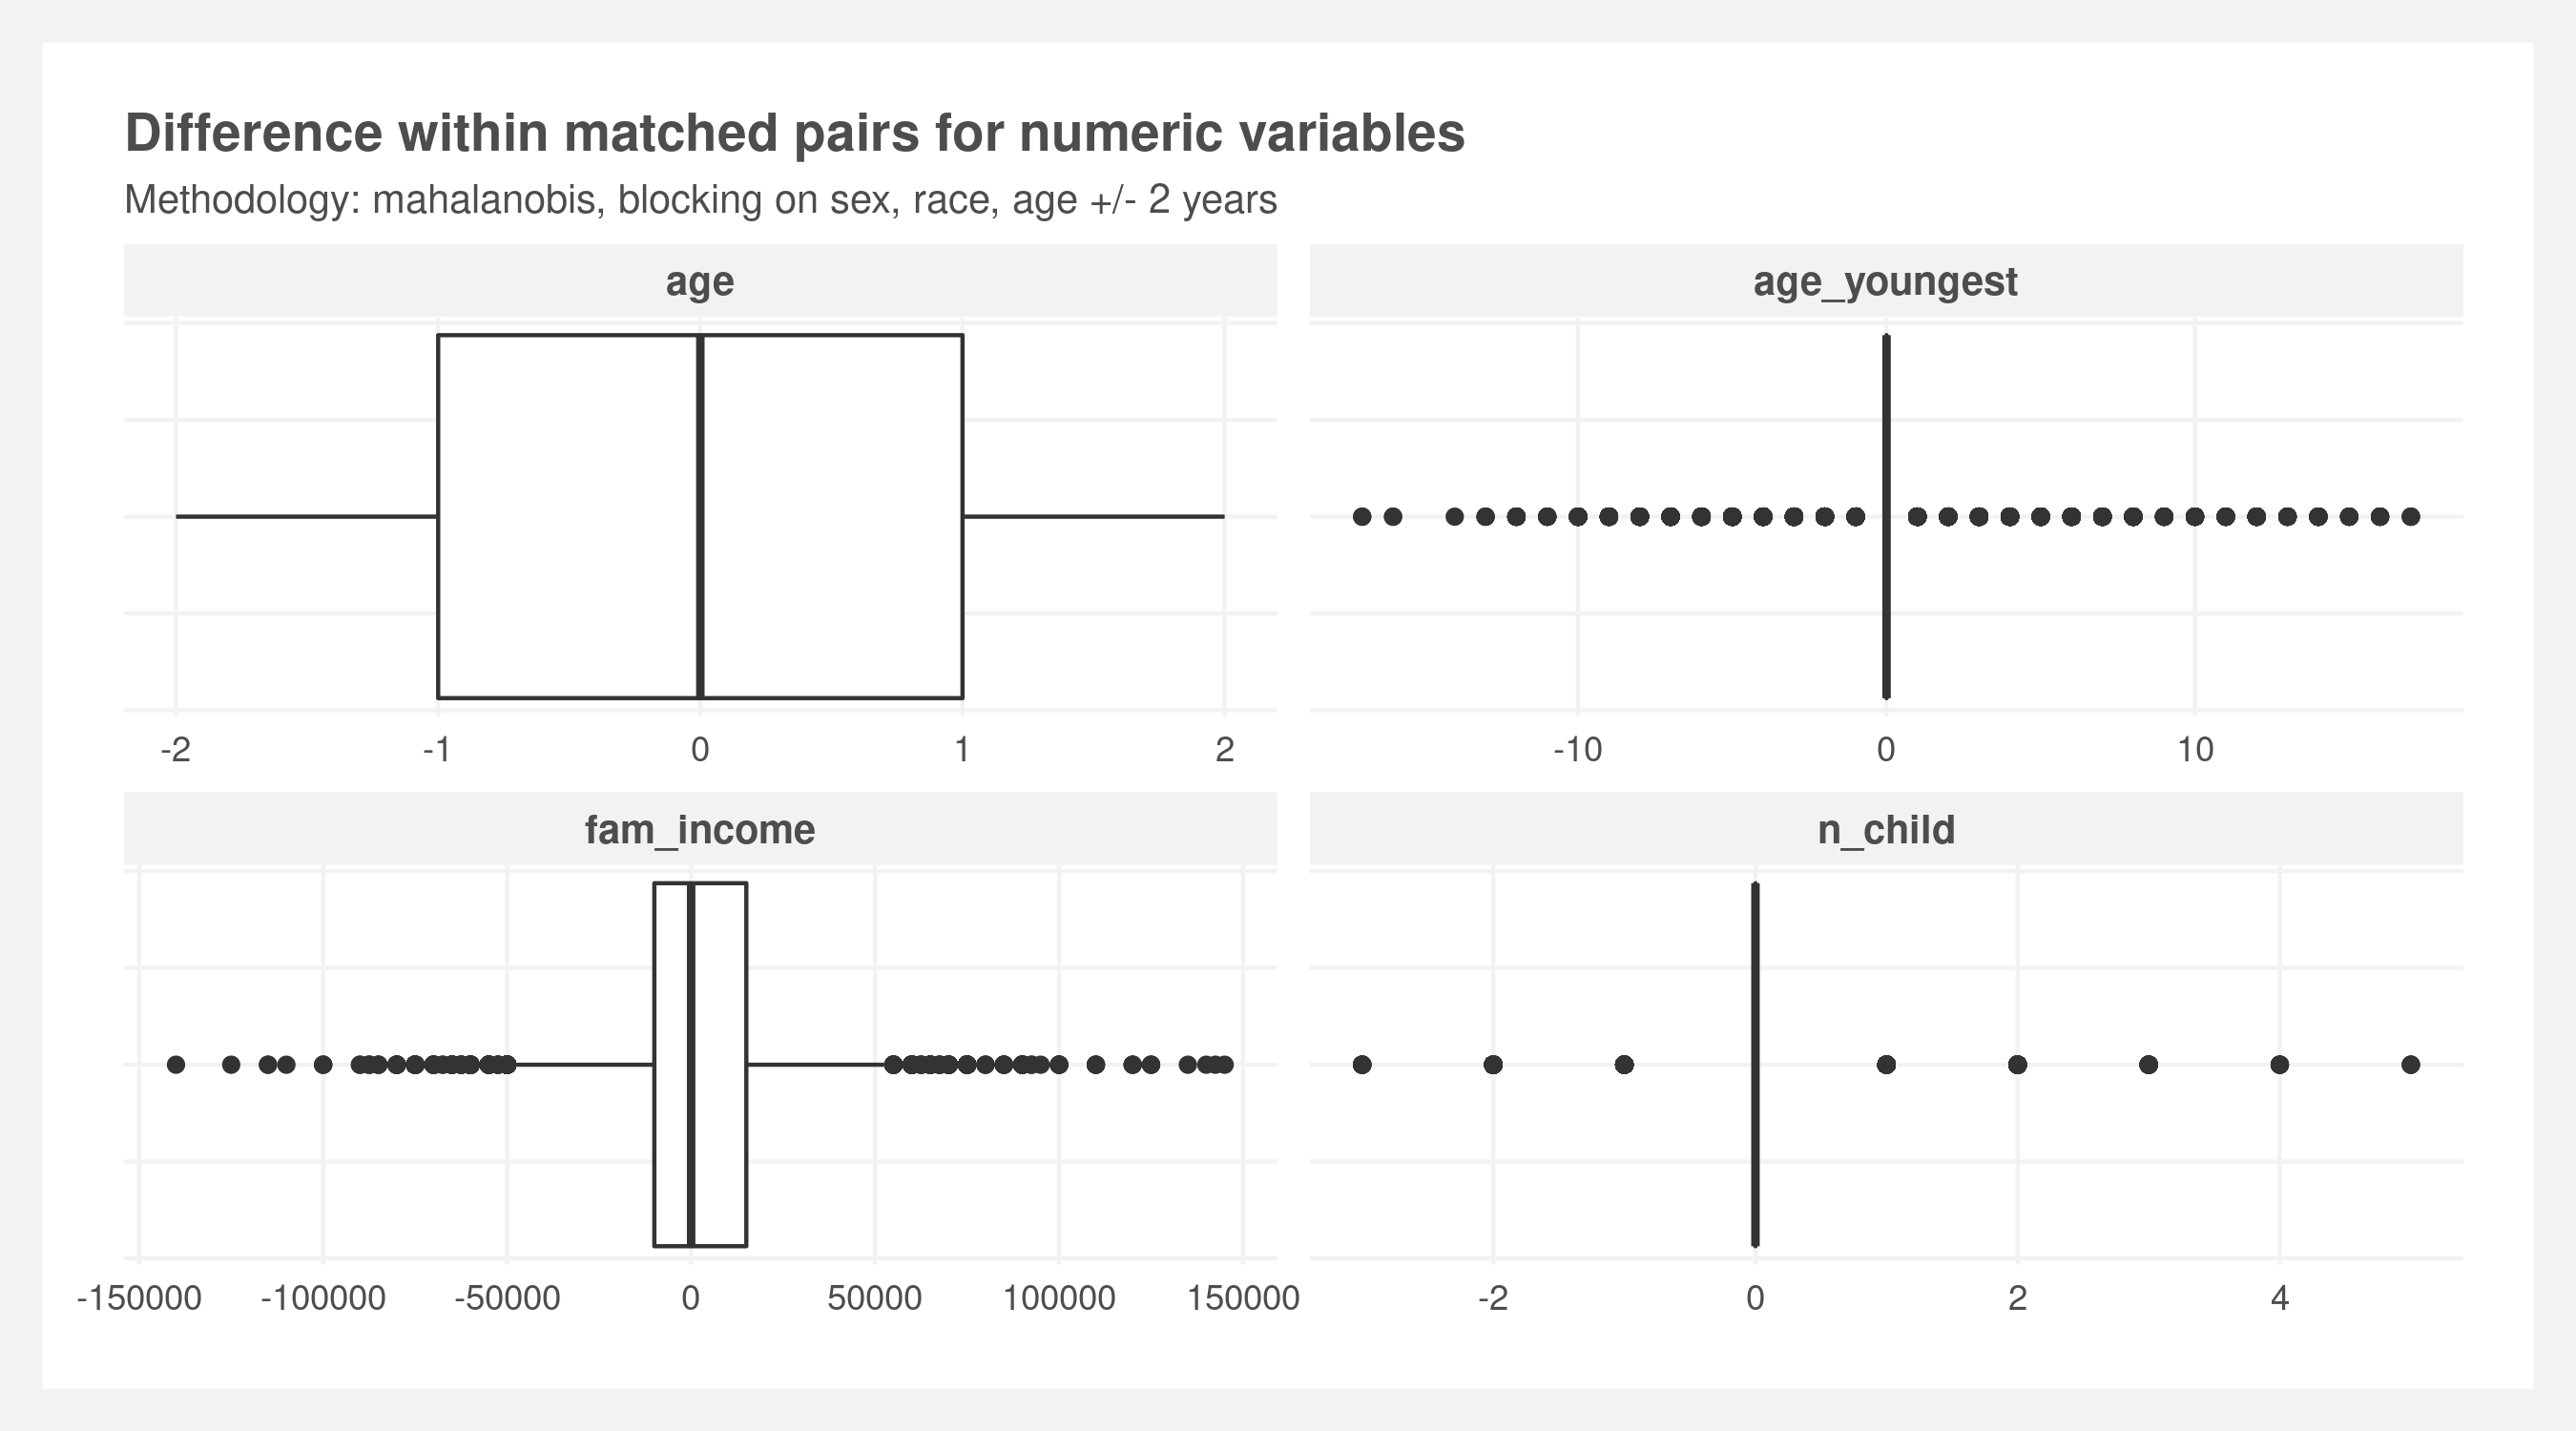 Difference within matched pairs for numeric variables
Methodology: mahalanobis, blocking on sex, race, age +/- 2 years
age
-2 -1 0 1 2
age_youngest
-10 0 10
fam_income
-150000 -100000 -50000 0 50000 100000 150000
n_child
-2 0 2 4